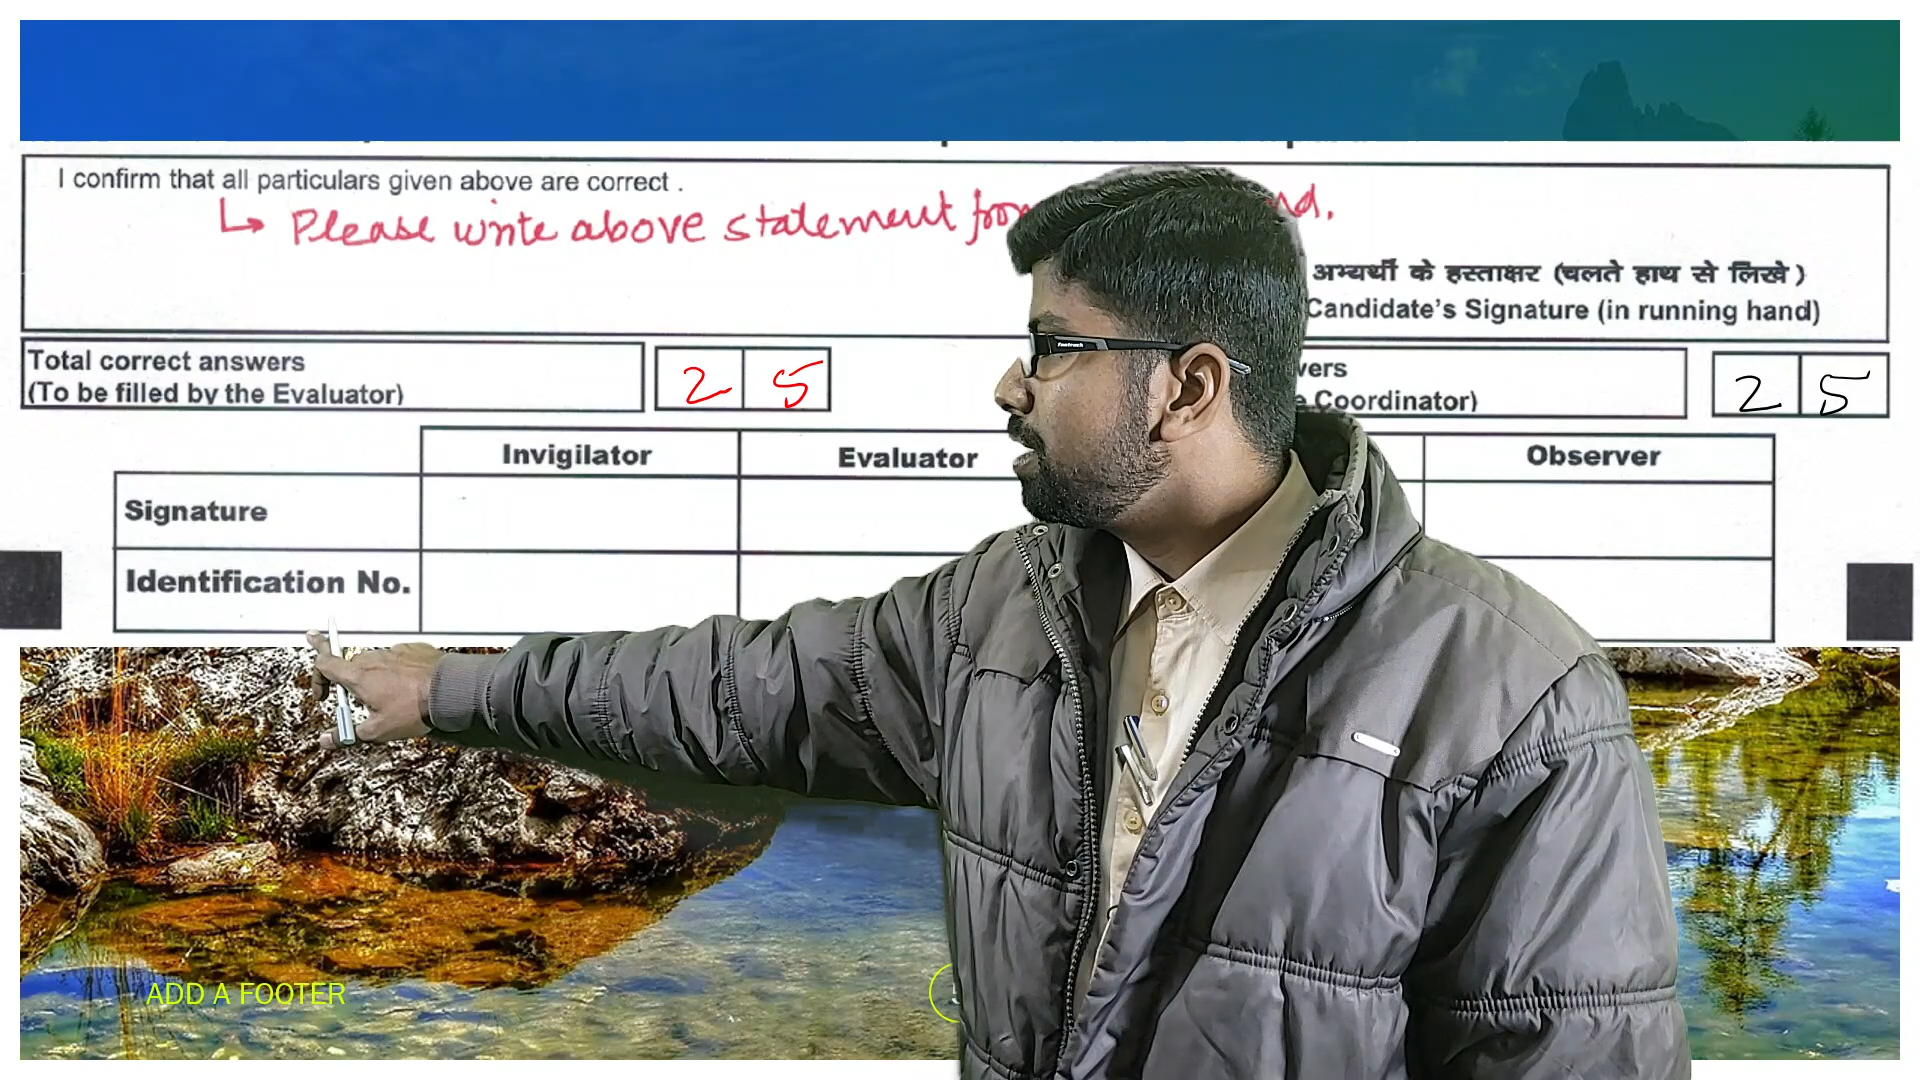 I confirm that all particulars given above are correct .
↳ Please write above statement
अभ्यर्थी के हस्ताक्षर (चलते हाथ से लिखे )
Candidate's Signature (in running hand)
Total correct answers
(To be filled by the Evaluator)
2 5
Coordinator)
2 5
Invigilator Evaluator Observer
Signature
Identification No.
ADD A FOOTER